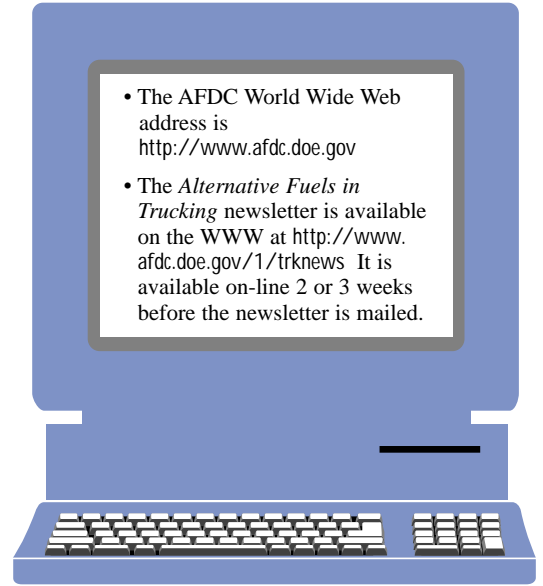 • The AFDC World Wide Web
address is
http://www.afdc.doe.gov
• The Alternative Fuels in
Trucking newsletter is available
on the WWW at http://www.
afdc.doe.gov/1/trknews It is
available on-line 2 or 3 weeks
before the newsletter is mailed.